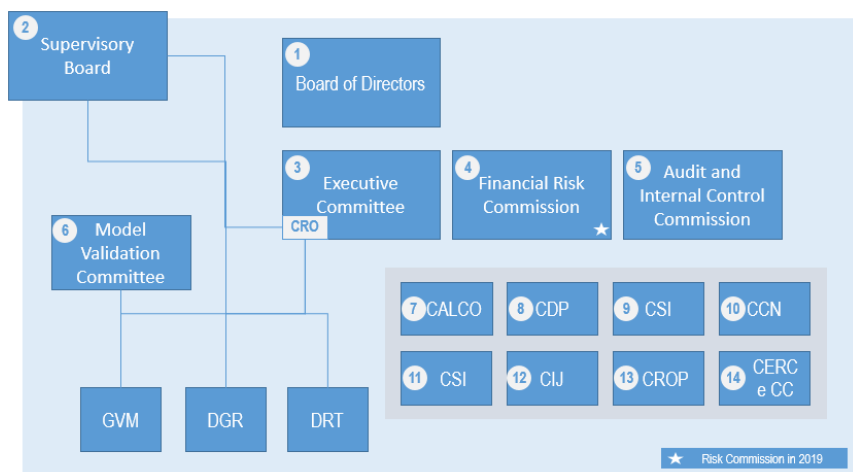 2
Supervisory
Board
1
Board of Directors
3
Executive
Committee
CRO
4
Financial Risk
Commission
5
Audit and
Internal Control
Commission
6
Model
Validation
Committee
7 CALCO
8 CDP
9 CSI
10 CCN
11 CSI
12 CIJ
13 CROP
14 CERC
e CC
GVM
DGR
DRT
Risk Commission in 2019